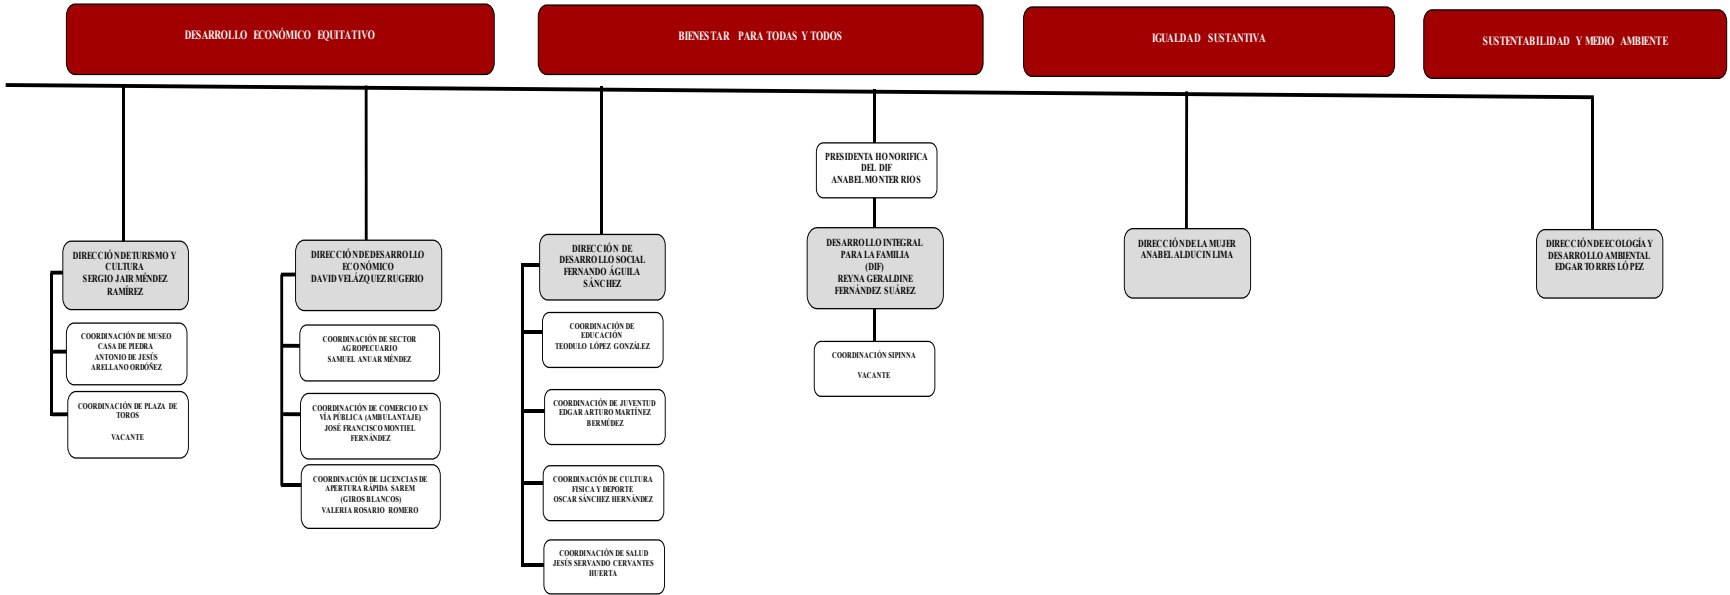 DESARROLLO ECONÓMICO EQUITATIVO
BIENESTAR PARA TODAS Y TODOS
IGUALDAD SUSTANTIVA
SUSTENTABILIDAD Y MEDIO AMBIENTE
PRESIDENTA HONORIFICA
DEL DIF
ANABEL MONTER RIOS
DIRECCIÓN DE TURISMO Y
CULTURA
SERGIO JAIR MÉNDEZ
RAMÍREZ
COORDINACIÓN DE MUSEO
CASA DE PIEDRA
ANTONIO DE JESÚS
ARELLANO ORDÓÑEZ
COORDINACIÓN DE PLAZA DE
TOROS
VACANTE
DIRECCIÓN DE DESARROLLO
ECONÓMICO
DAVID VELÁZQUEZ RUGERIO
COORDINACIÓN DE SECTOR
AGROPECUARIO
SAMUEL ANUAR MÉNDEZ
COORDINACIÓN DE COMERCIO EN
VÍA PÚBLICA (AMBULANTAJE)
JOSÉ FRANCISCO MONTIEL
FERNÁNDEZ
COORDINACIÓN DE LICENCIAS DE
APERTURA RÁPIDA SAREM
(GIROS BLANCOS)
VALERIA ROSARIO ROMERO
DIRECCIÓN DE
DESARROLLO SOCIAL
FERNANDO ÁGUILA
SÁNCHEZ
COORDINACIÓN DE
EDUCACIÓN
TEODULO LÓPEZ GONZÁLEZ
COORDINACIÓN DE JUVENTUD
EDGAR ARTURO MARTÍNEZ
BERMÚDEZ
COORDINACIÓN DE CULTURA
FISICA Y DEPORTE
OSCAR SÁNCHEZ HERNÁNDEZ
COORDINACIÓN DE SALUD
JESÚS SERVANDO CERVANTES
HUERTA
DESARROLLO INTEGRAL
PARA LA FAMILIA
(DIF)
REYNA GERALDINE
FERNÁNDEZ SUÁREZ
COORDINACIÓN SIPINNA
VACANTE
DIRECCIÓN DE LA MUJER
ANABEL ALDUCIN LIMA
DIRECCIÓN DE ECOLOGÍA Y
DESARROLLO AMBIENTAL
EDGAR TORRES LÓPEZ